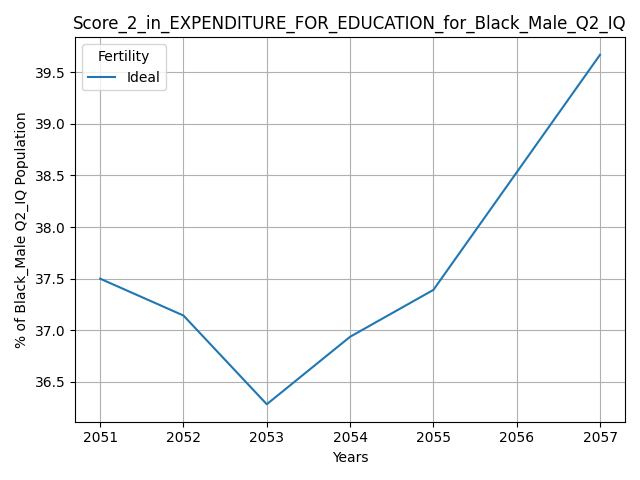 Score_2_in_EXPENDITURE_FOR_EDUCATION_for_Black_Male_Q2_IQ
Fertility
Ideal
% of Black_Male Q2_IQ Population
39.5
39.0
38.5
38.0
37.5
37.0
36.5
2051 2052 2053 2054 2055 2056 2057
Years